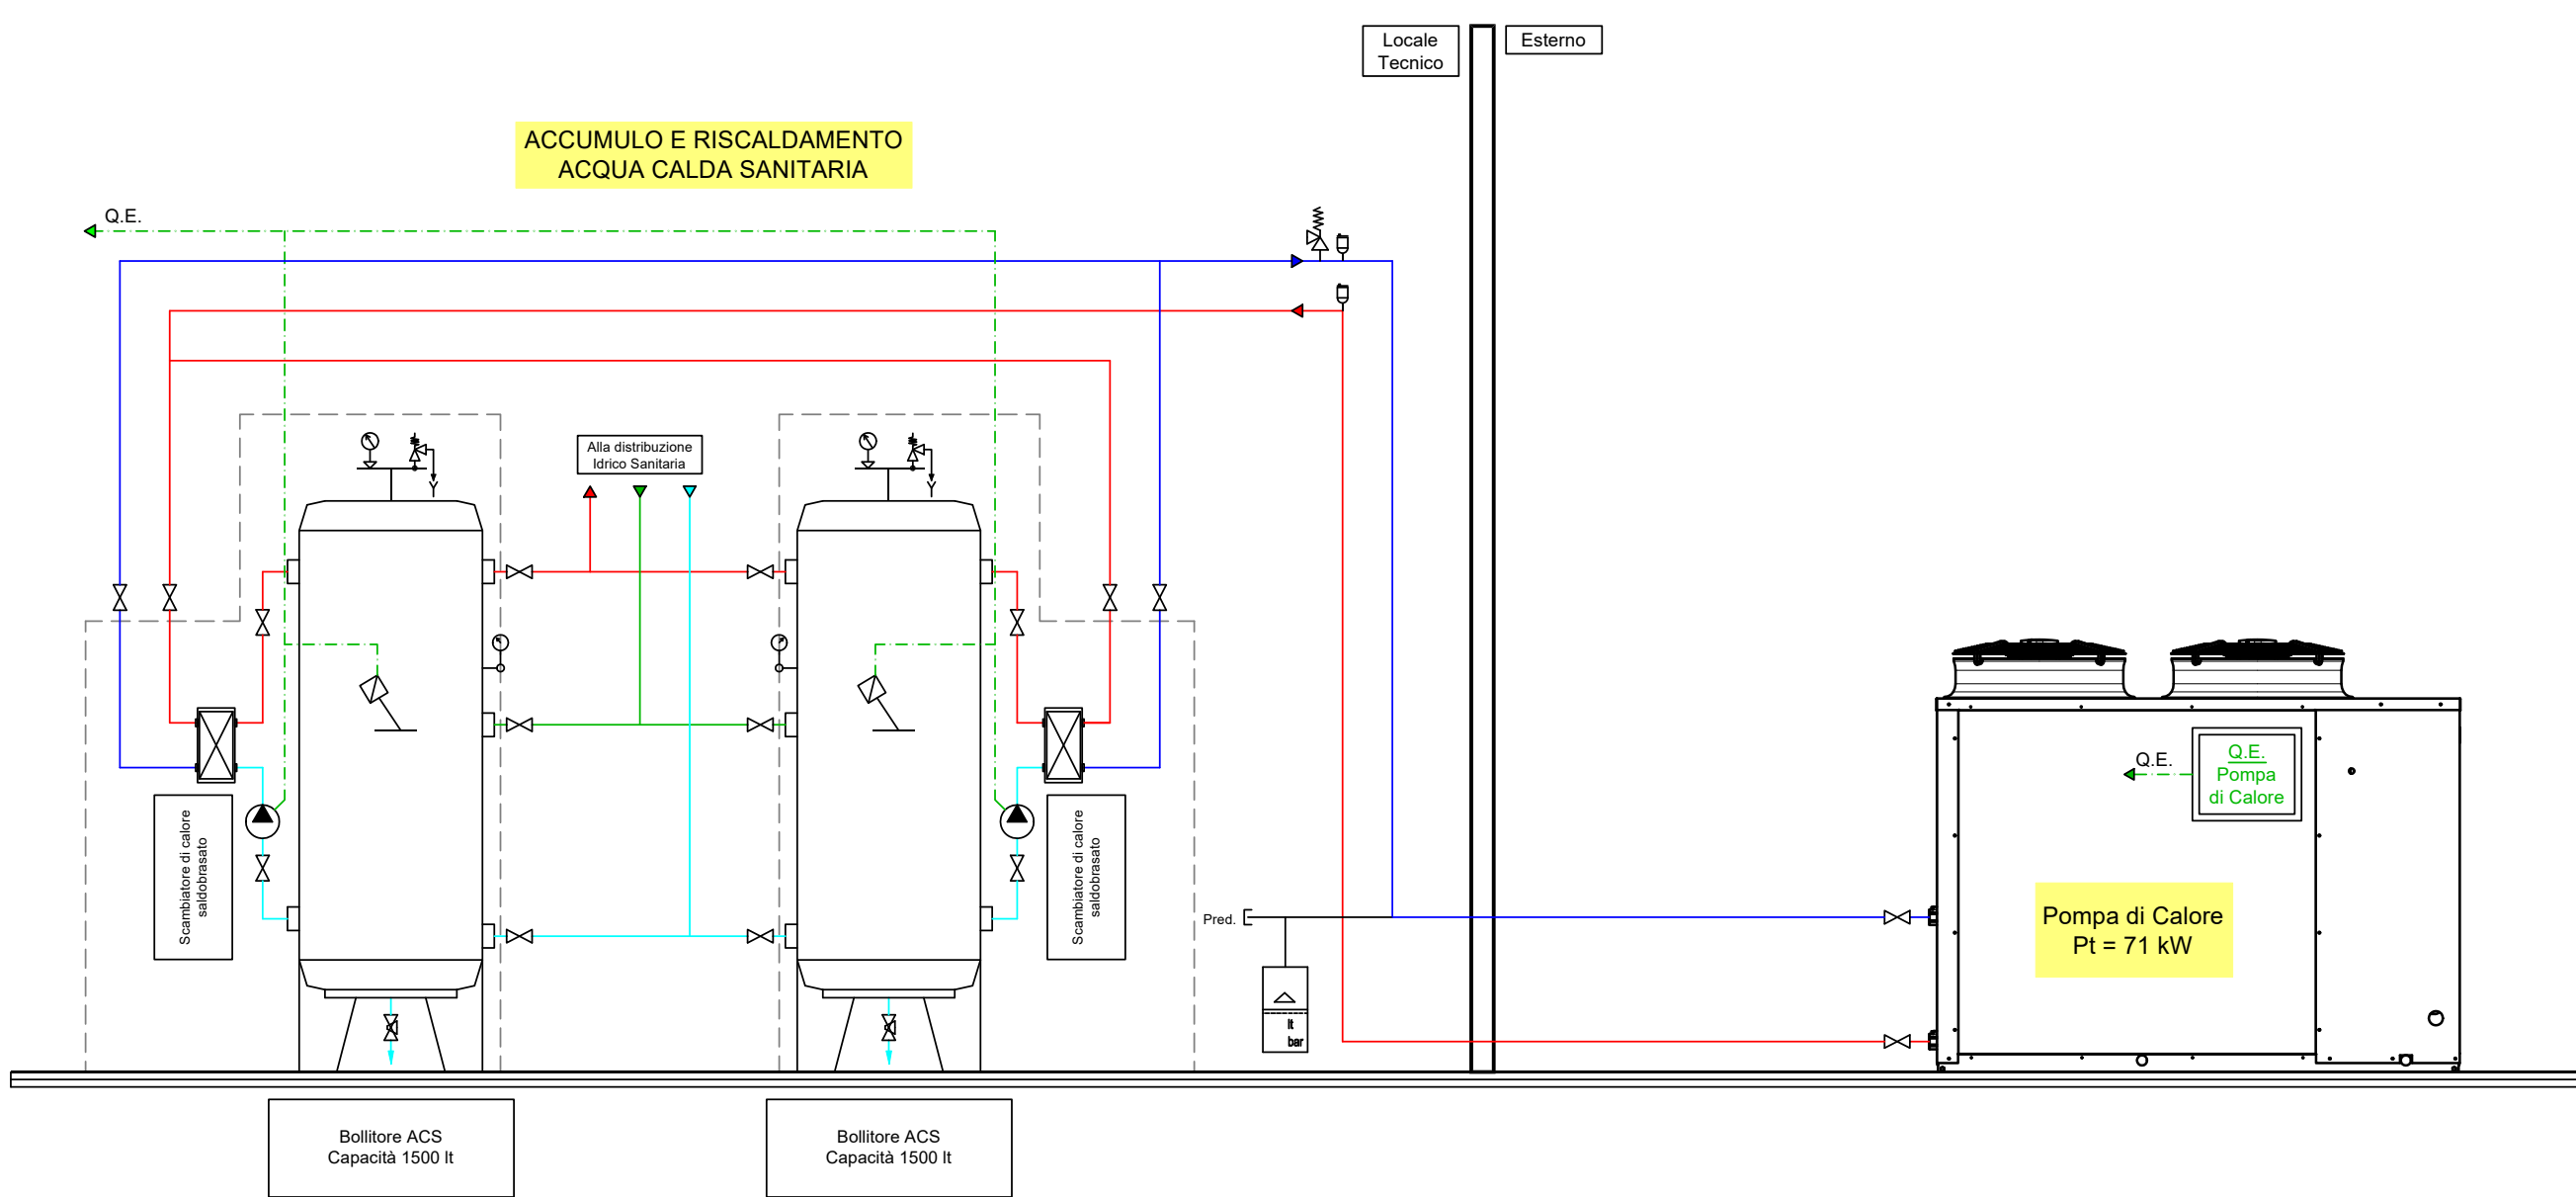 Locale
Tecnico
Esterno
ACCUMULO E RISCALDAMENTO
ACQUA CALDA SANITARIA
Q.E.
Alla distribuzione
Idrico Sanitaria
Q.E.
Q.E.
Pompa
di Calore
Scambiatore di calore
saldobrasato
Scambiatore di calore
saldobrasato
Pred.
Pompa di Calore
Pt = 71 kW
lt
bar
Bollitore ACS
Capacità 1500 lt
Bollitore ACS
Capacità 1500 lt